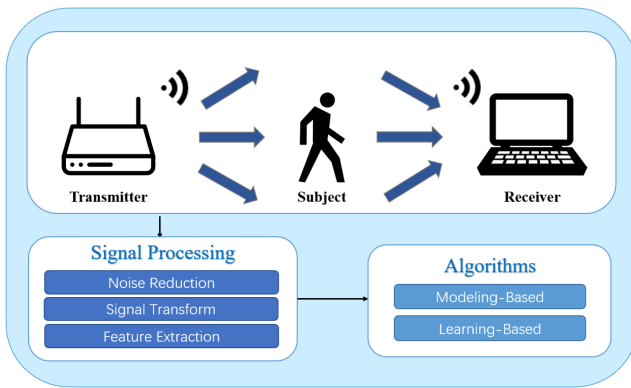 Transmitter
Subject
Receiver
Signal Processing
Noise Reduction
Signal Transform
Feature Extraction
Algorithms
Modeling-Based
Learning-Based